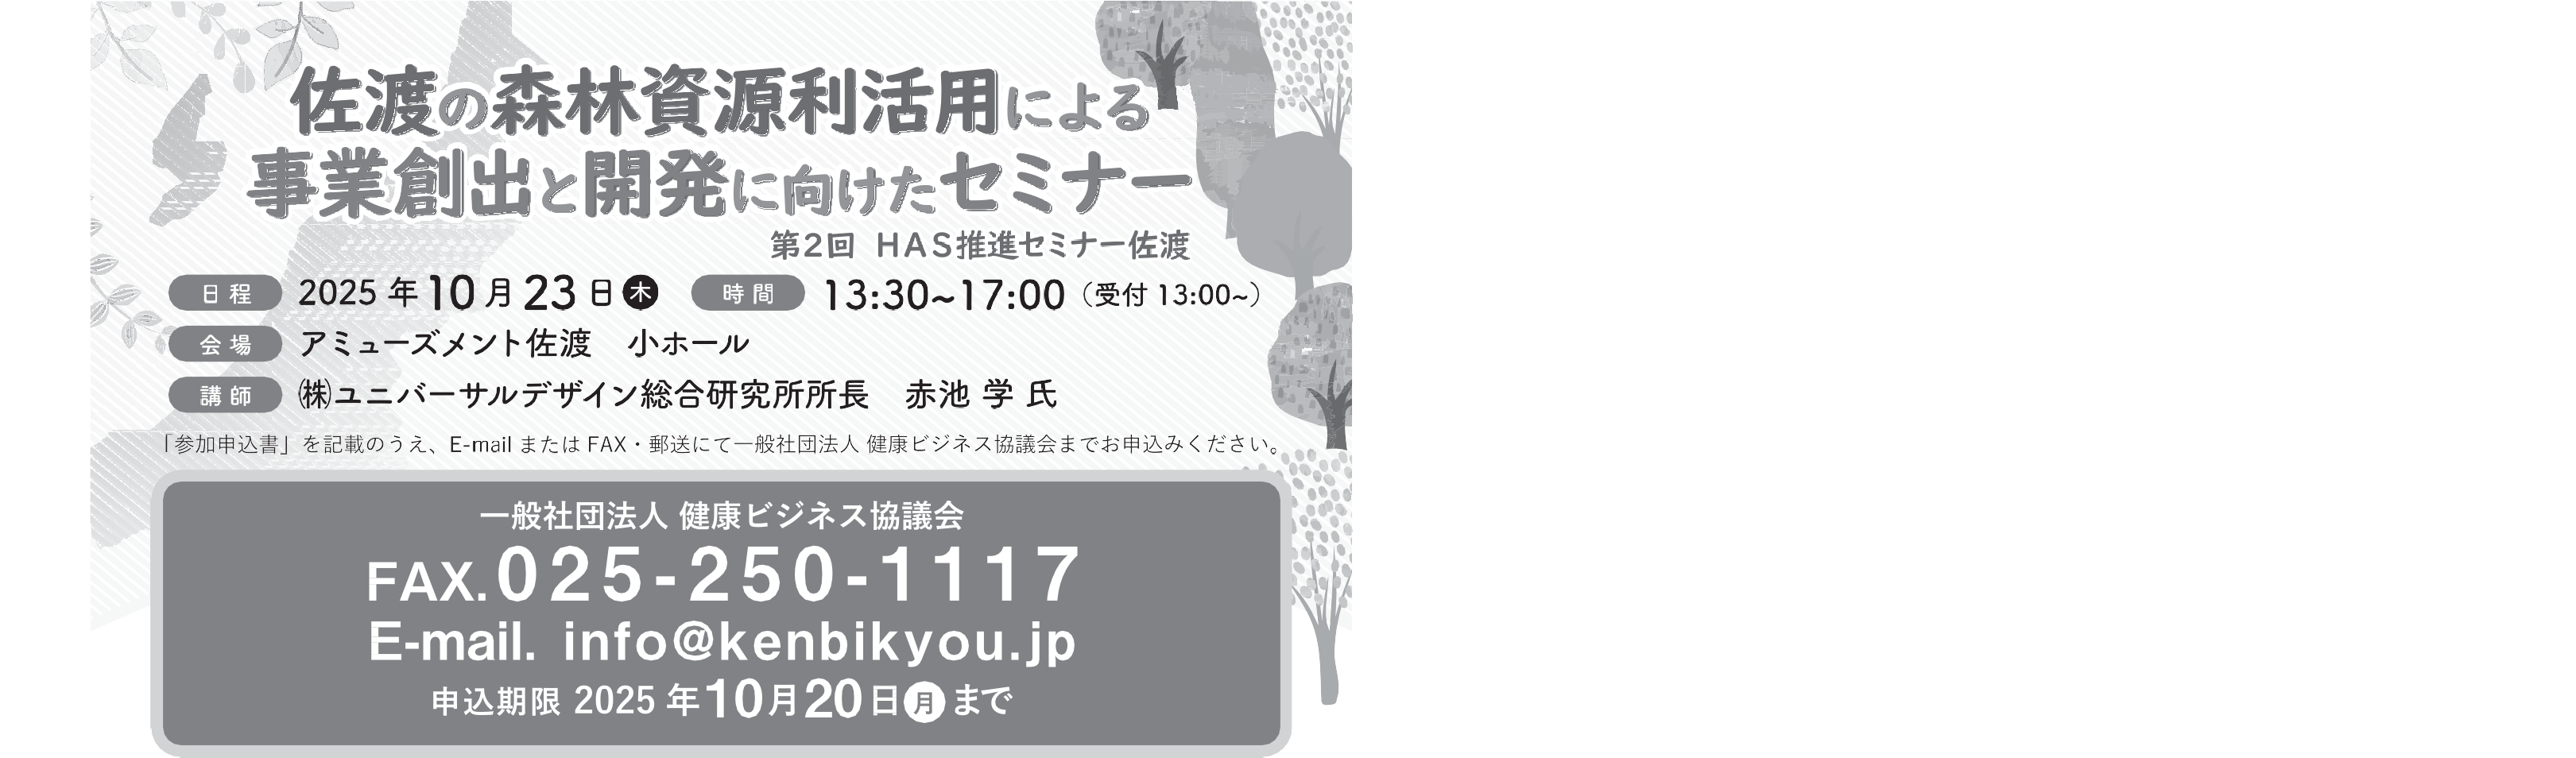 佐渡の森林資源利活用による
事業創出と開発に向けたセミナー
第2回 HAS推進セミナー佐渡
日程 2025年10月23日木 時間 13:30~17:00（受付 13:00~）
会場 アミューズメント佐渡　小ホール
講師 ㈱ユニバーサルデザイン総合研究所所長　赤池 学 氏
「参加申込書」を記載のうえ、E-mail または FAX・郵送にて一般社団法人 健康ビジネス協議会までお申込みください。
一般社団法人 健康ビジネス協議会
FAX.025-250-1117
E-mail. info@kenbikyou.jp
申込期限 2025年10月20日月まで